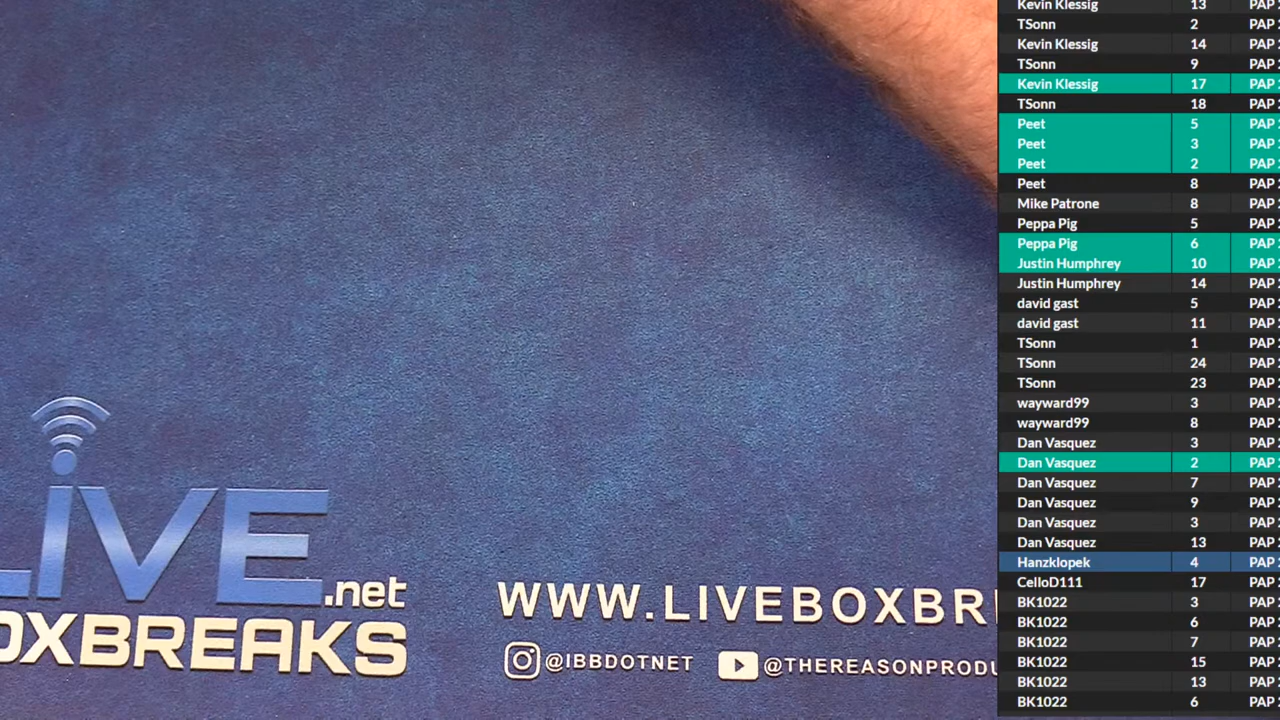 Kevin Klessig 13 PAP
TSonn 2 PAP
Kevin Klessig 14 PAP
TSonn 9 PAP
Kevin Klessig 17 PAP
TSonn 18 PAP
Peet 5 PAP
Peet 3 PAP
Peet 2 PAP
Peet 8 PAP
Mike Patrone 8 PAP
Peppa Pig 5 PAP
Peppa Pig 6 PAP
Justin Humphrey 10 PAP
Justin Humphrey 14 PAP
david gast 5 PAP
david gast 11 PAP
TSonn 1 PAP
TSonn 24 PAP
TSonn 23 PAP
wayward99 3 PAP
wayward99 8 PAP
Dan Vasquez 3 PAP
Dan Vasquez 2 PAP
Dan Vasquez 7 PAP
Dan Vasquez 9 PAP
Dan Vasquez 3 PAP
Dan Vasquez 13 PAP
Hanzklopek 4 PAP
CelloD111 17 PAP
BK1022 3 PAP
BK1022 6 PAP
BK1022 7 PAP
BK1022 15 PAP
BK1022 13 PAP
BK1022 6 PAP
LIVE.net
OXBREAKS
WWW.LIVEBOXBR
@IBBDOTNET @THEREASONPRODU